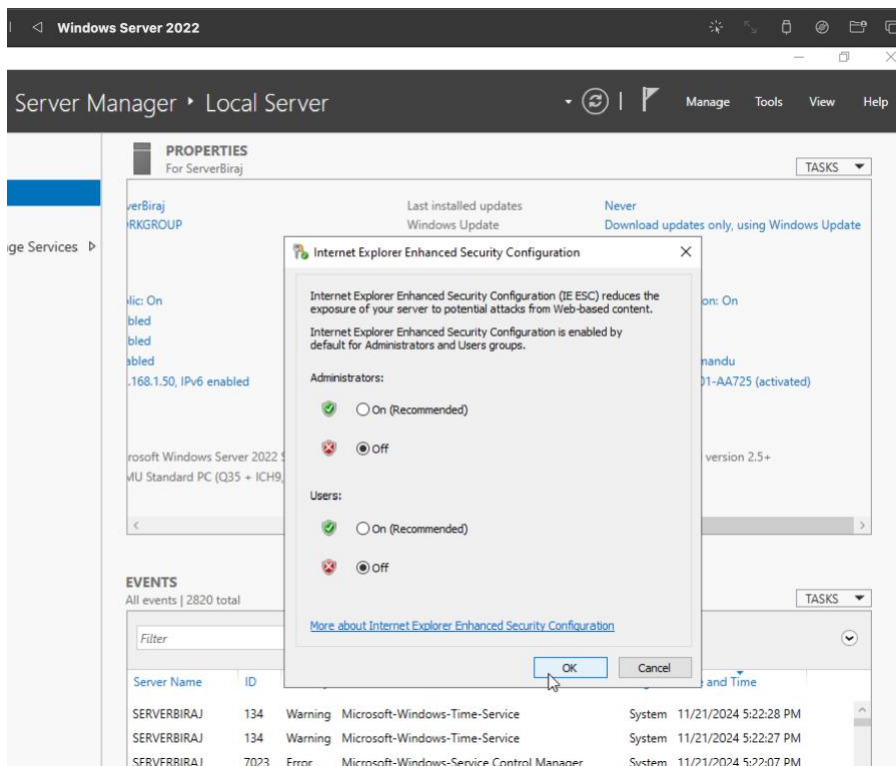 Windows Server 2022
Server Manager ‣ Local Server
Manage Tools View Help
PROPERTIES
For ServerBiraj
TASKS
verBiraj
RKGROUP
Last installed updates
Windows Update
Never
Download updates only, using Windows Update
ge Services
Internet Explorer Enhanced Security Configuration
Internet Explorer Enhanced Security Configuration (IE ESC) reduces the
exposure of your server to potential attacks from Web-based content.
Internet Explorer Enhanced Security Configuration is enabled by
default for Administrators and Users groups.
Administrators:
On (Recommended)
Off
Users:
On (Recommended)
Off
More about Internet Explorer Enhanced Security Configuration
OK Cancel
lic: On
bled
bled
abled
.168.1.50, IPv6 enabled
on: On
nandu
01-AA725 (activated)
rosoft Windows Server 2022 S
MU Standard PC (Q35 + ICH9,
version 2.5+
EVENTS
All events | 2820 total
TASKS
Filter
Server Name ID and Time
SERVERBIRAJ 134 Warning Microsoft-Windows-Time-Service System 11/21/2024 5:22:28 PM
SERVERBIRAJ 134 Warning Microsoft-Windows-Time-Service System 11/21/2024 5:22:27 PM
SERVERBIRAJ 7023 Error Microsoft-Windows-Service Control Manager System 11/21/2024 5:22:07 PM